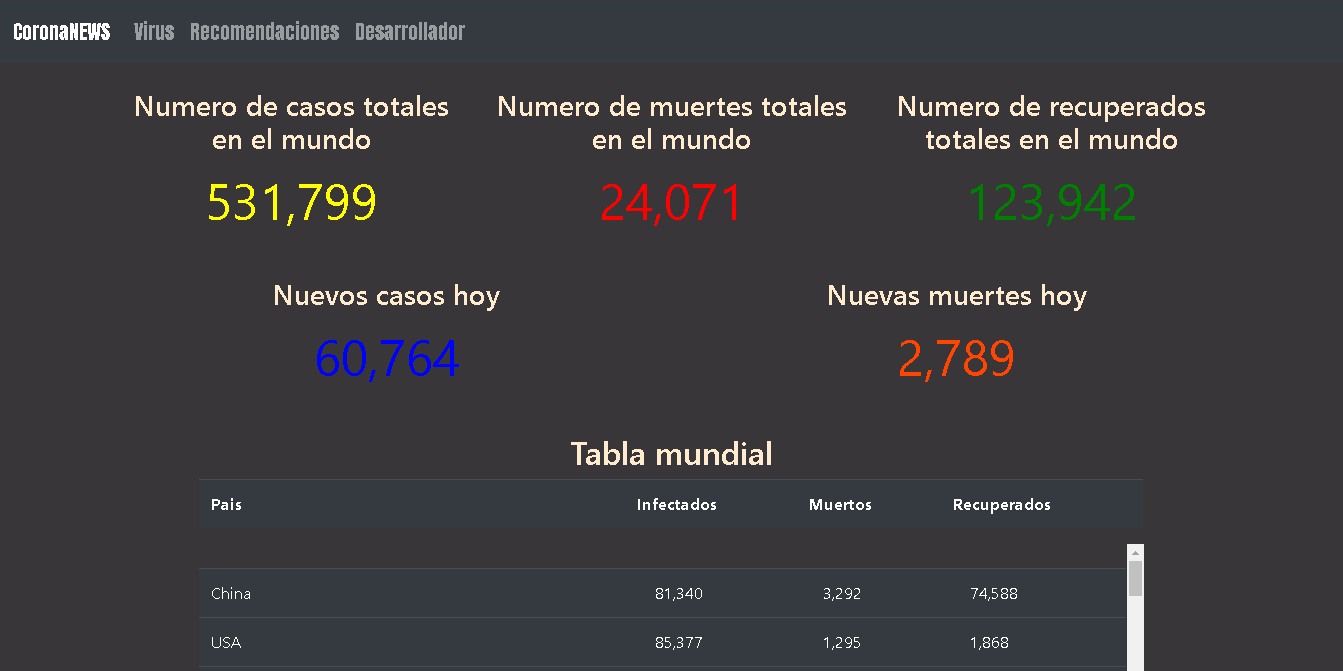 CoronaNEWS Virus Recomendaciones Desarrollador
Numero de casos totales
en el mundo
531,799
Numero de muertes totales
en el mundo
24,071
Numero de recuperados
totales en el mundo
123,942
Nuevos casos hoy
60,764
Nuevas muertes hoy
2,789
Tabla mundial
Pais Infectados Muertos Recuperados
China 81,340 3,292 74,588
USA 85,377 1,295 1,868